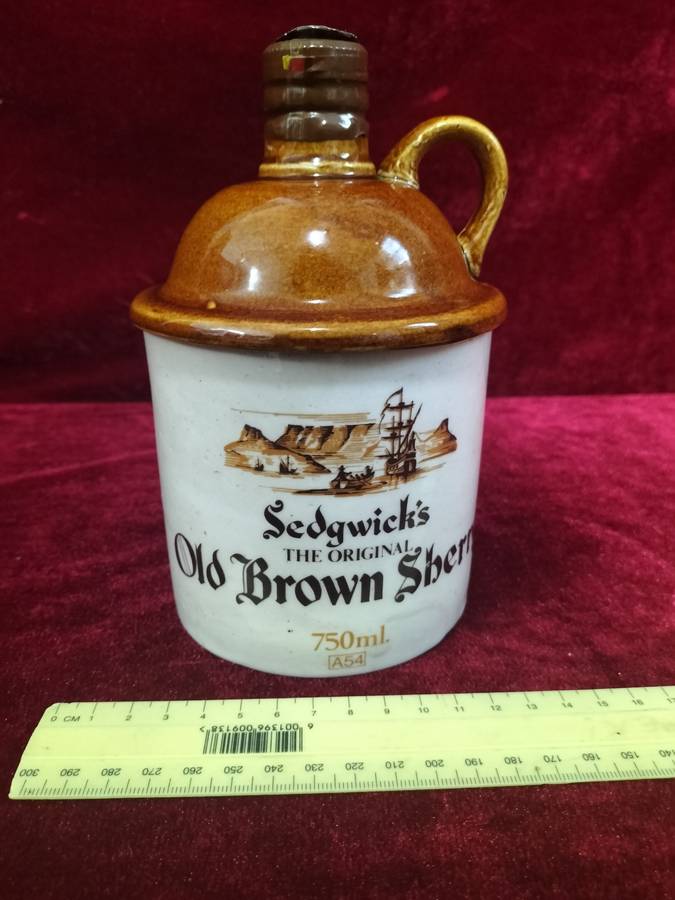 Sedgwick's
THE ORIGINAL
Old Brown Sherr
750ml.
A54
0 CM 1 2 3 4 5 6 7 8 9 10 11 12 13 14 15 16 17
6 001396 009138 >
300 290 280 270 260 250 240 230 220 210 200 190 180 170 160 150 140